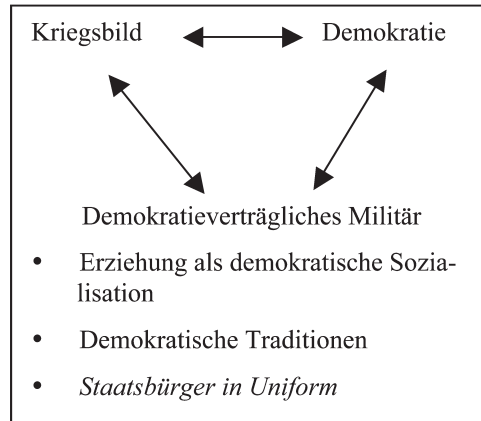 Kriegsbild Demokratie
Demokratieverträgliches Militär
• Erziehung als demokratische Sozia-
lisation
• Demokratische Traditionen
• Staatsbürger in Uniform